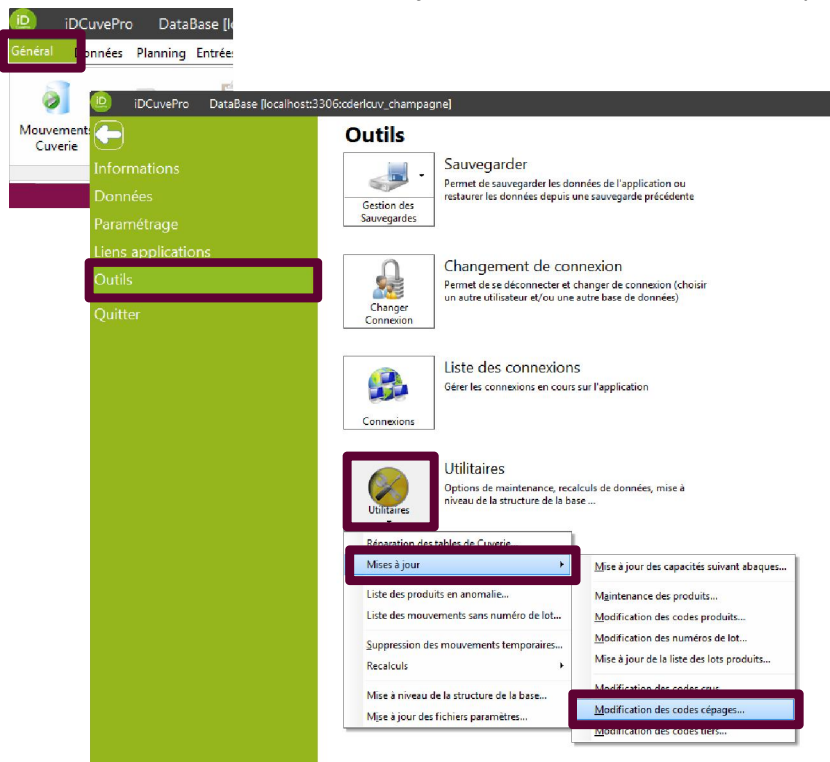 iD iDCuvePro DataBase [l
Général Données Planning Entrées
Mouvement
Cuverie
iD iDCuvePro DataBase [localhost:3306:cderlcuv_champagne]
Informations
Données
Paramétrage
Liens applications
Outils
Quitter
Outils
Gestion des
Sauvegardes
Sauvegarder
Permet de sauvegarder les données de l'application ou
restaurer les données depuis une sauvegarde précédente
Changer
Connexion
Changement de connexion
Permet de se déconnecter et changer de connexion (choisir
un autre utilisateur et/ou une autre base de données)
Connexions
Liste des connexions
Gérer les connexions en cours sur l'application
Utilitaires
Utilitaires
Options de maintenance, recalculs de données, mise à
niveau de la structure de la base ...
Réparation des tables de Cuverie
Mises à jour
Liste des produits en anomalie...
Liste des mouvements sans numéro de lot...
Suppression des mouvements temporaires...
Recalculs
Mise à niveau de la structure de la base...
Mise à jour des fichiers paramètres...
Mise à jour des capacités suivant abaques...
Maintenance des produits...
Modification des codes produits...
Modification des numéros de lot...
Mise à jour de la liste des lots produits...
Modification des codes crus
Modification des codes cépages...
Modification des codes tiers...